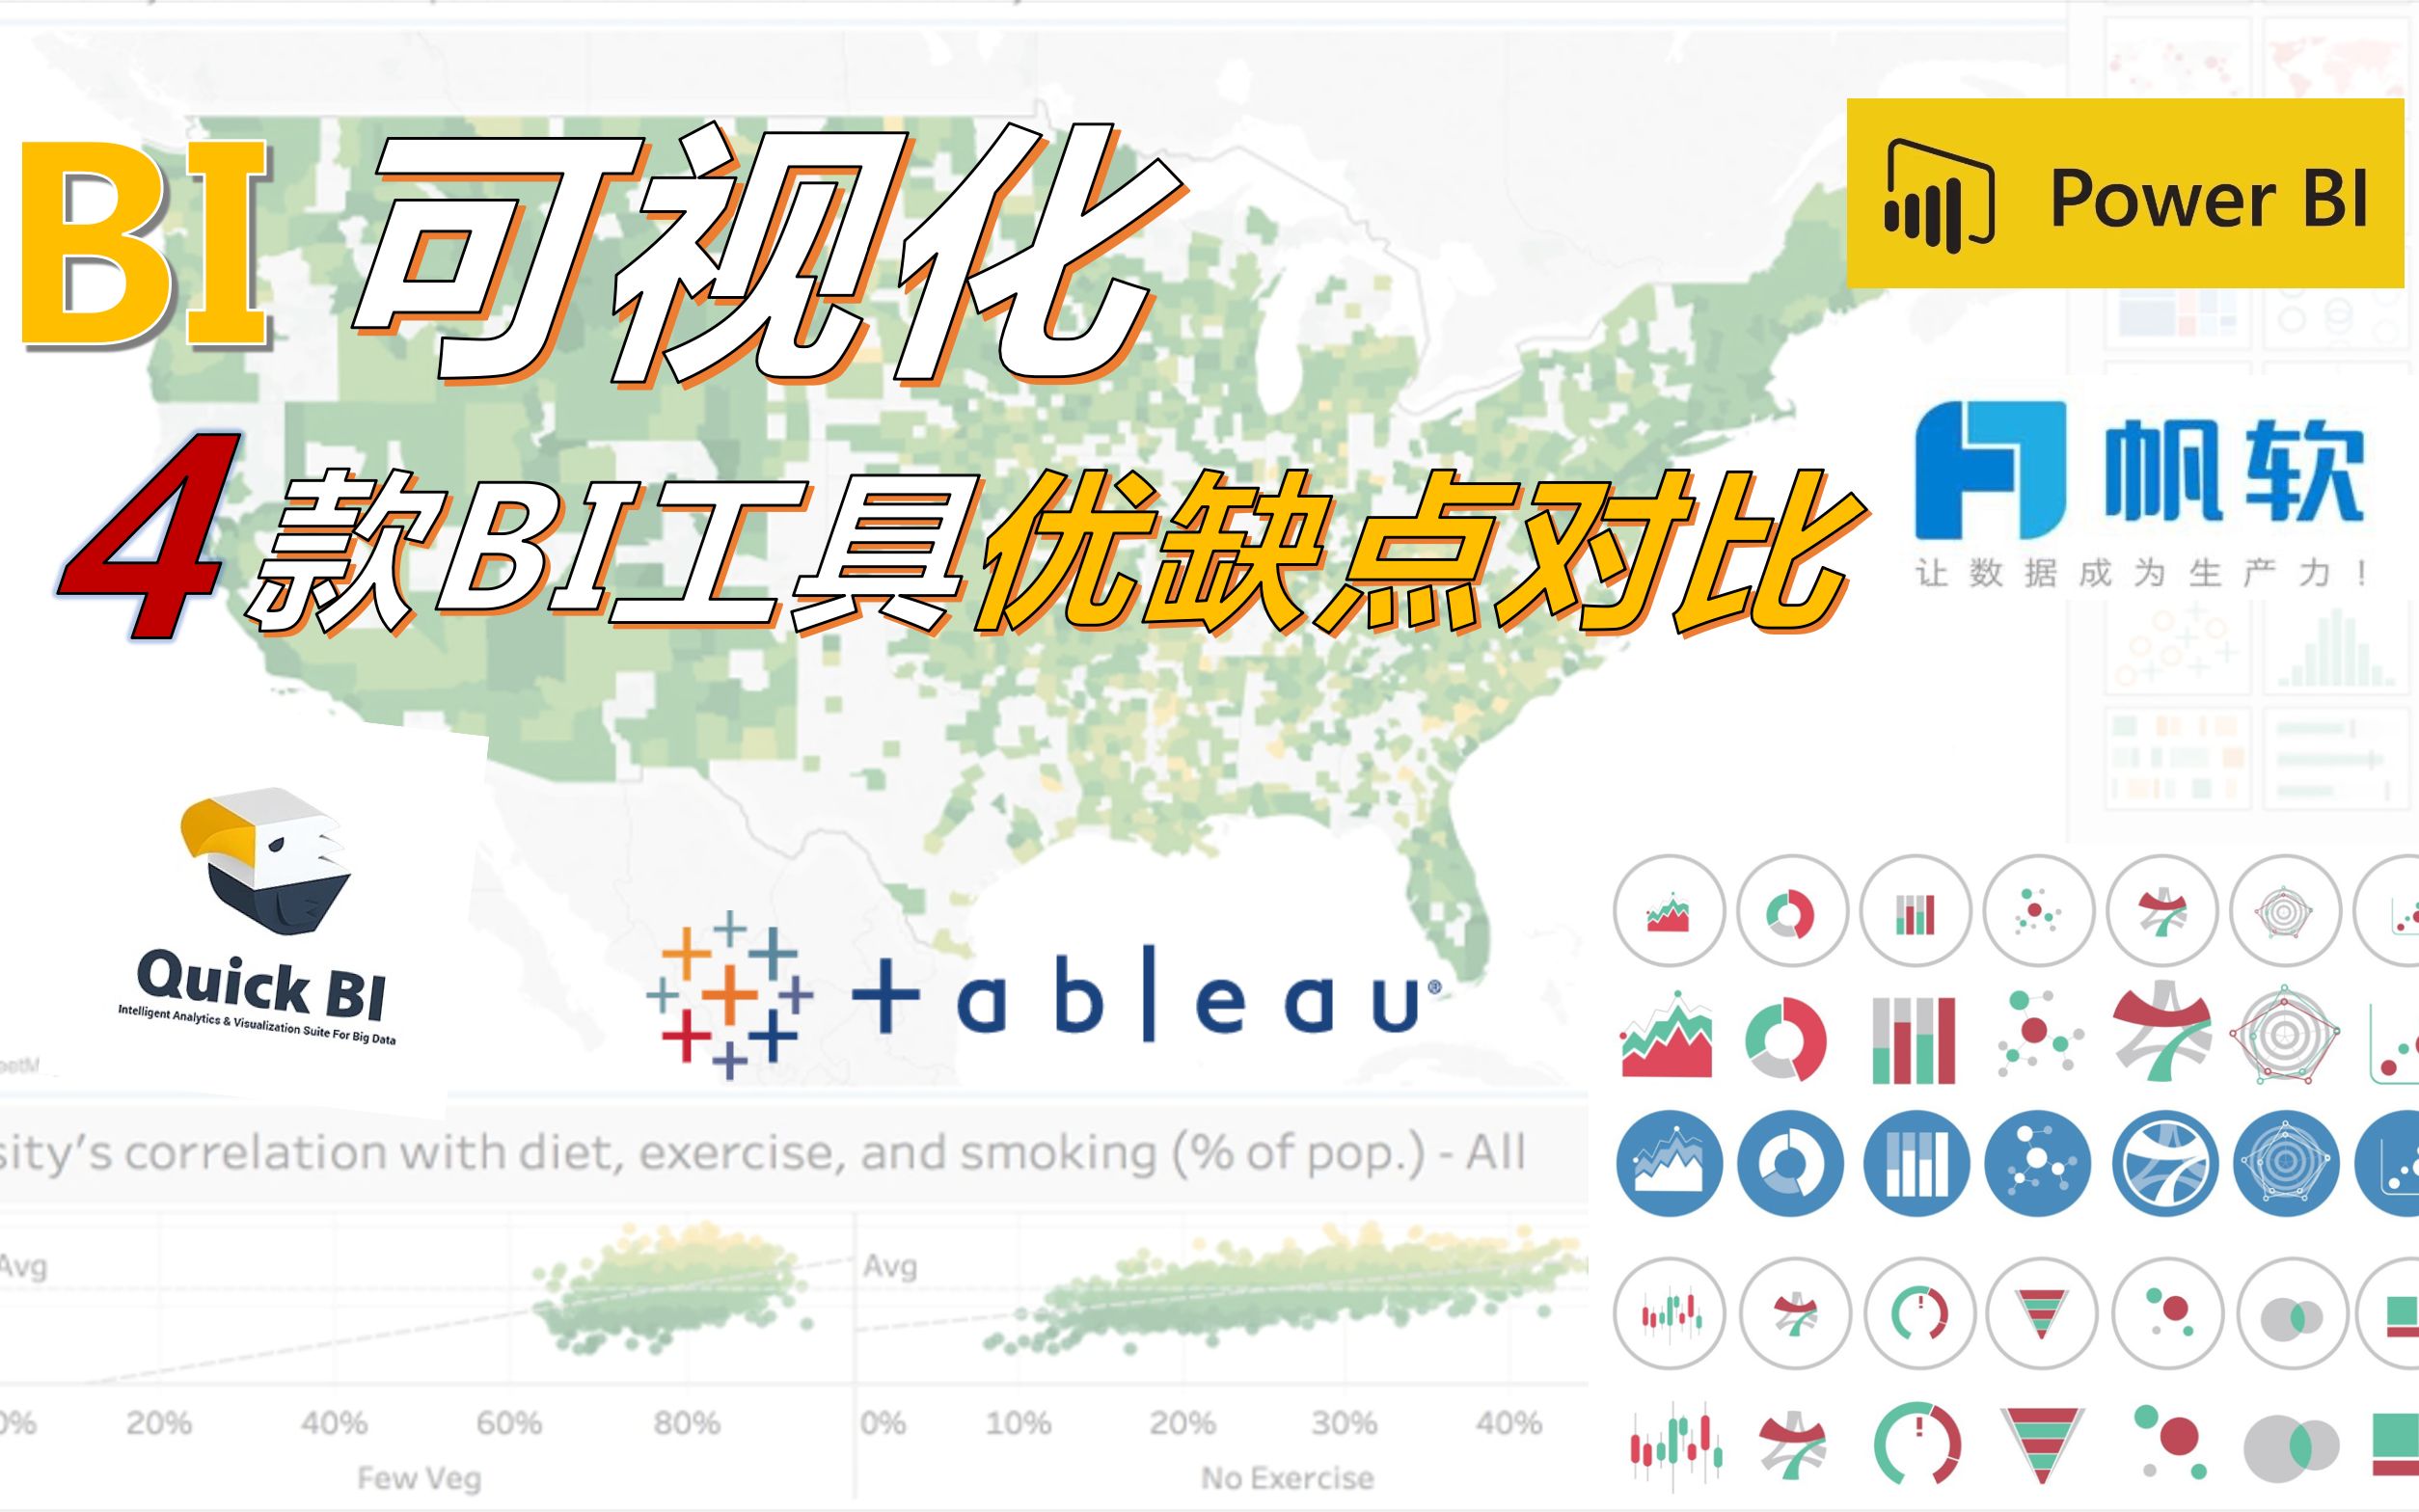 BI 可视化
Power BI
4款BI工具优缺点对比
帆软
让数据成为生产力!
Quick BI
Intelligent Analytics & Visualization Suite For Big Data
+ableau®
sity's correlation with diet, exercise, and smoking (% of pop.) - All
Avg
Avg
0%
20%
40%
60%
80%
0%
10%
20%
30%
40%
Few Veg
No Exercise